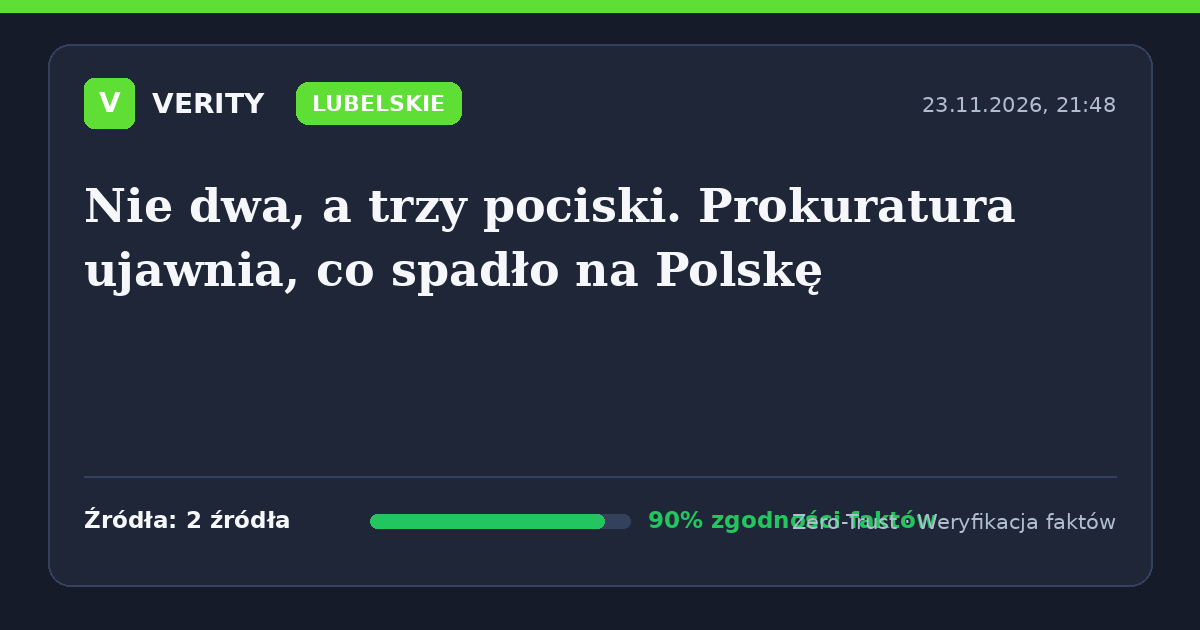 V VERITY LUBELSKIE 23.11.2026, 21:48
Nie dwa, a trzy pociski. Prokuratura
ujawnia, co spadło na Polskę
Źródła: 2 źródła 90% zgodności faktów Zero-Trust · Weryfikacja faktów